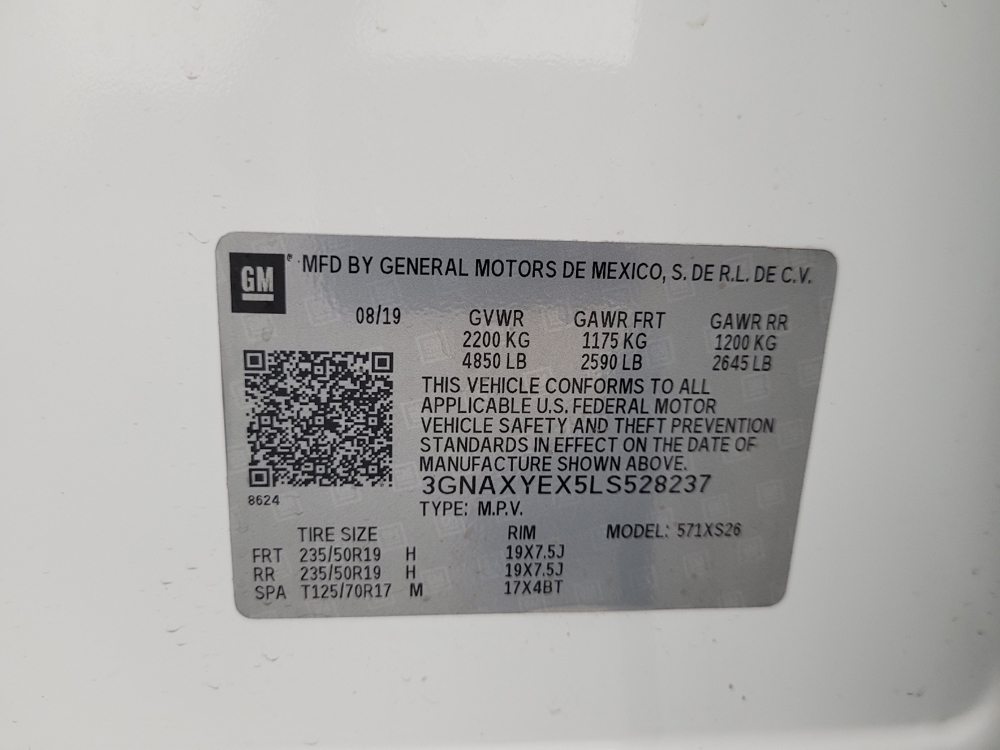 GM
MFD BY GENERAL MOTORS DE MEXICO, S. DE R.L. DE C.V.
08/19 GVWR GAWR FRT GAWR RR
2200 KG 1175 KG 1200 KG
4850 LB 2590 LB 2645 LB
THIS VEHICLE CONFORMS TO ALL
APPLICABLE U.S. FEDERAL MOTOR
VEHICLE SAFETY AND THEFT PREVENTION
STANDARDS IN EFFECT ON THE DATE OF
MANUFACTURE SHOWN ABOVE.
3GNAXYEX5LS528237
8624
TYPE: M.P.V.
TIRE SIZE RIM MODEL: 571XS26
FRT 235/50R19 H 19X7.5J
RR 235/50R19 H 19X7.5J
SPA T125/70R17 M 17X4BT